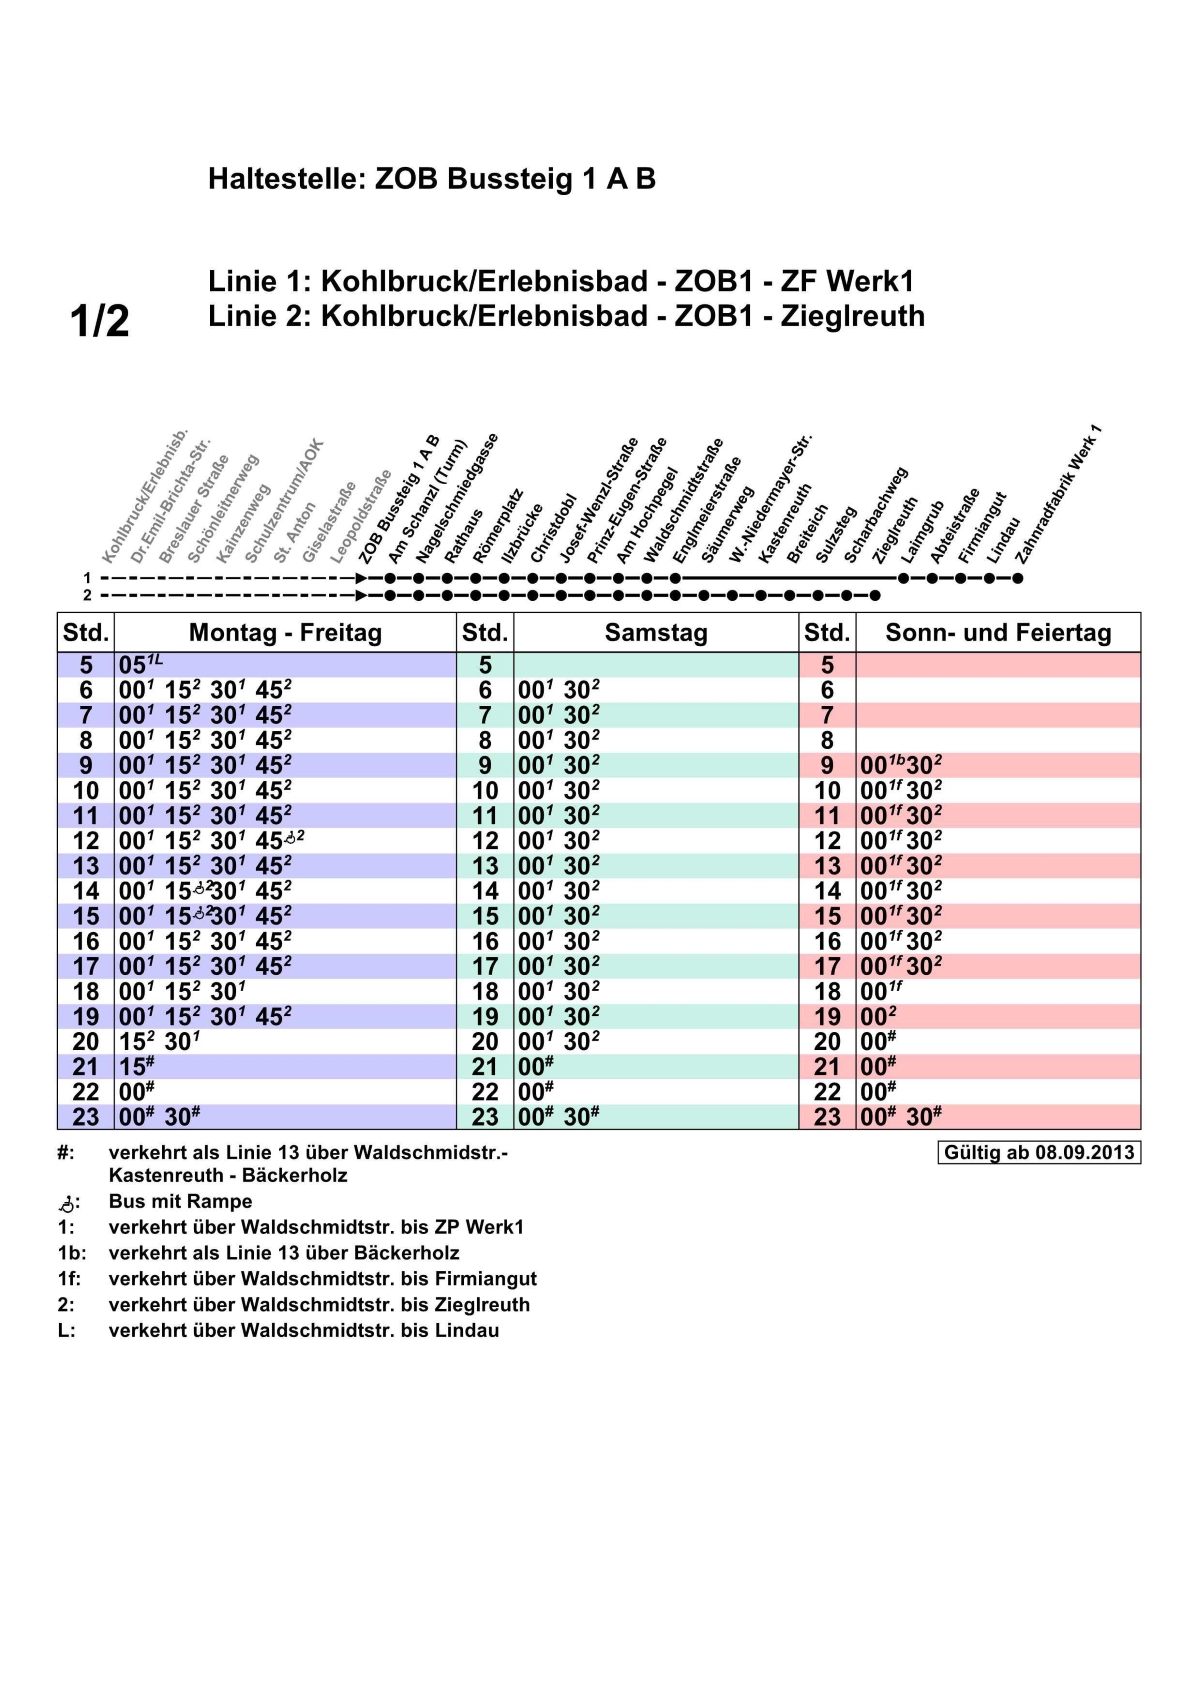 Haltestelle: ZOB Bussteig 1 A B
Linie 1: Kohlbruck/Erlebnisbad - ZOB1 - ZF Werk1
1/2
Linie 2: Kohlbruck/Erlebnisbad - ZOB1 - Zieglreuth
Kohlbruck/Erlebnisb.
Dr.Emil-Brichta-Str.
Breslauer Straße
Schönleitnerweg
Kainzenweg
Schulzentrum/AOK
St. Anton
Giselastraße
Leopoldstraße
ZOB Bussteig 1 A B
Am Schanzl (Turm)
Nagelschmiedgasse
Rathaus
Römerplatz
Ilzbrücke
Christdobl
Josef-Wenzl-Straße
Prinz-Eugen-Straße
Am Hochpegel
Waldschmidtstraße
Englmeierstraße
Säumerweg
W.-Niedermayer-Str.
Kastenreuth
Breiteich
Sulzsteg
Scharbachweg
Zieglreuth
Laimgrub
Abteistraße
Firmiangut
Lindau
Zahnradfabrik Werk 1
1
2
Std. Montag - Freitag Std. Samstag Std. Sonn- und Feiertag
5 05 1L 5 5
6 00 1 15 2 30 1 45 2 6 00 1 30 2 6
7 00 1 15 2 30 1 45 2 7 00 1 30 2 7
8 00 1 15 2 30 1 45 2 8 00 1 30 2 8
9 00 1 15 2 30 1 45 2 9 00 1 30 2 9 00 1b 30 2
10 00 1 15 2 30 1 45 2 10 00 1 30 2 10 00 1f 30 2
11 00 1 15 2 30 1 45 2 11 00 1 30 2 11 00 1f 30 2
12 00 1 15 2 30 1 45 2 12 00 1 30 2 12 00 1f 30 2
13 00 1 15 2 30 1 45 2 13 00 1 30 2 13 00 1f 30 2
14 00 1 15 2 30 1 45 2 14 00 1 30 2 14 00 1f 30 2
15 00 1 15 2 30 1 45 2 15 00 1 30 2 15 00 1f 30 2
16 00 1 15 2 30 1 45 2 16 00 1 30 2 16 00 1f 30 2
17 00 1 15 2 30 1 45 2 17 00 1 30 2 17 00 1f 30 2
18 00 1 15 2 30 1 18 00 1 30 2 18 00 1f
19 00 1 15 2 30 1 45 2 19 00 1 30 2 19 00 2
20 15 2 30 1 20 00 1 30 2 20 00 #
21 15 # 21 00 # 21 00 #
22 00 # 22 00 # 22 00 #
23 00 # 30 # 23 00 # 30 # 23 00 # 30 #
#: verkehrt als Linie 13 über Waldschmidstr.-
Kastenreuth - Bäckerholz
Gültig ab 08.09.2013
: Bus mit Rampe
1: verkehrt über Waldschmidtstr. bis ZP Werk1
1b: verkehrt als Linie 13 über Bäckerholz
1f: verkehrt über Waldschmidtstr. bis Firmiangut
2: verkehrt über Waldschmidtstr. bis Zieglreuth
L: verkehrt über Waldschmidtstr. bis Lindau